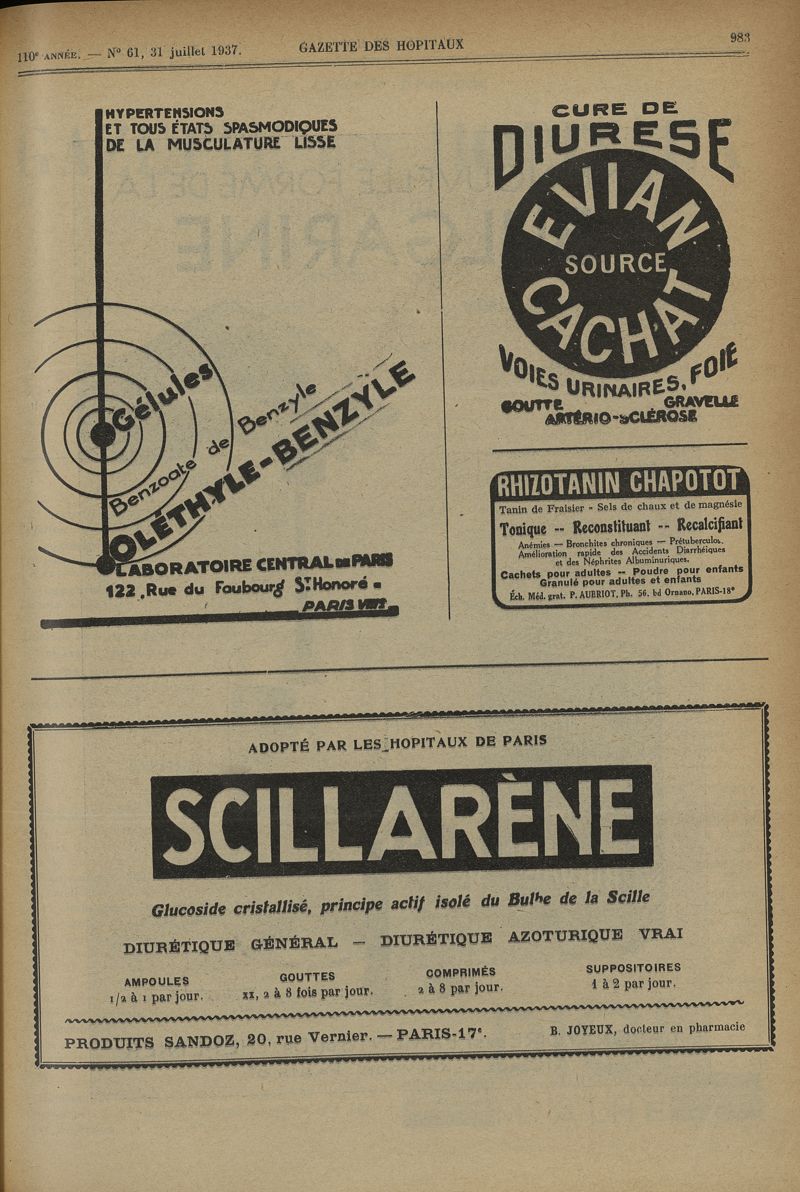 110e ANNÉE. — No 61, 31 juillet 1937. GAZETTE DES HOPITAUX 983
HYPERTENSIONS
ET TOUS ÉTATS SPASMODIQUES
DE LA MUSCULATURE LISSE
Gélules
Benzoate de Benzyle
OLÉTHYLE-BENZYLE
LABORATOIRE CENTRAL DE PARIS
122, Rue du Faubourg St Honoré =
PARIS VIIIe
CURE DE
DIURESE
EVIAN
SOURCE
CACHAT
VOIES URINAIRES, FOIE
GOUTTE GRAVELLE
ARTÉRIO-SCLÉROSE
RHIZOTANIN CHAPOTOT
Tanin de Fraisier - Sels de chaux et de magnésie
Tonique -- Reconstituant -- Recalcifiant
Anémies — Bronchites chroniques — Prétuberculos.
Amélioration rapide des Accidents Diarrhéiques
et des Néphrites Albuminuriques.
Cachets pour adultes -- Poudre pour enfants
Granulé pour adultes et enfants
Éch. Méd. grat. P. AUBRIOT, Ph. 56, bd Ornano, PARIS-18e
ADOPTÉ PAR LES HOPITAUX DE PARIS
SCILLARÈNE
Glucoside cristallisé, principe actif isolé du Bulbe de la Scille
DIURÉTIQUE GÉNÉRAL — DIURÉTIQUE AZOTURIQUE VRAI
AMPOULES GOUTTES COMPRIMÉS SUPPOSITOIRES
1/2 à 1 par jour. XX, 2 à 8 fois par jour. 2 à 8 par jour. 1 à 2 par jour.
PRODUITS SANDOZ, 20, rue Vernier. — PARIS-17e. B. JOYEUX, docteur en pharmacie